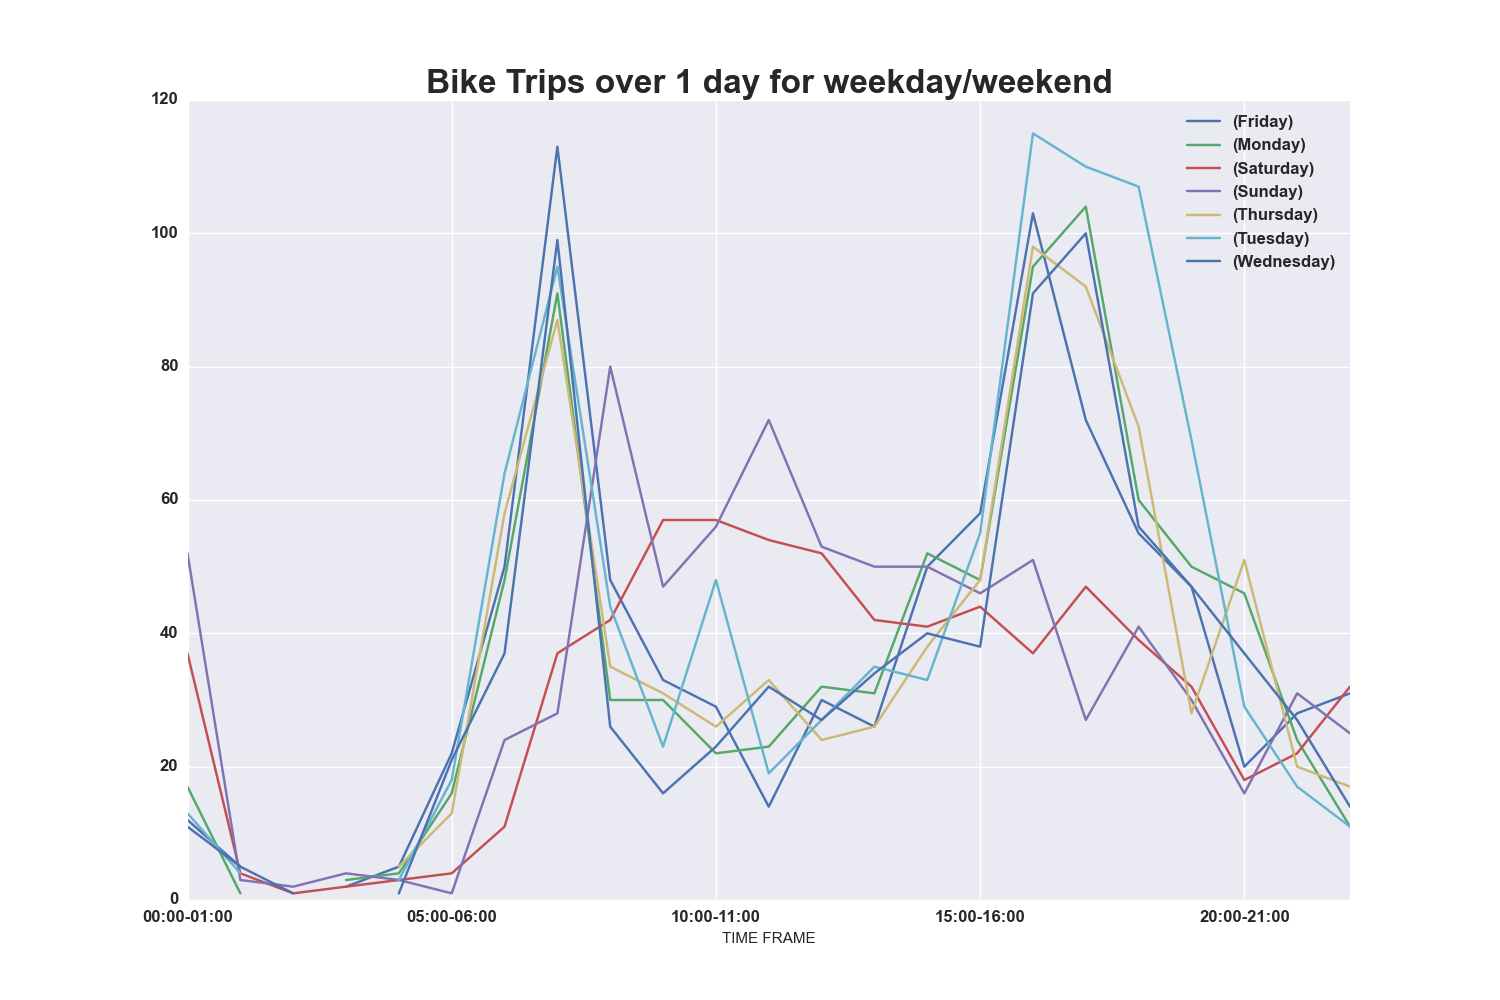 Bike Trips over 1 day for weekday/weekend
120
100
80
60
40
20
0
(Friday)
(Monday)
(Saturday)
(Sunday)
(Thursday)
(Tuesday)
(Wednesday)
00:00-01:00 05:00-06:00 10:00-11:00 15:00-16:00 20:00-21:00
TIME FRAME